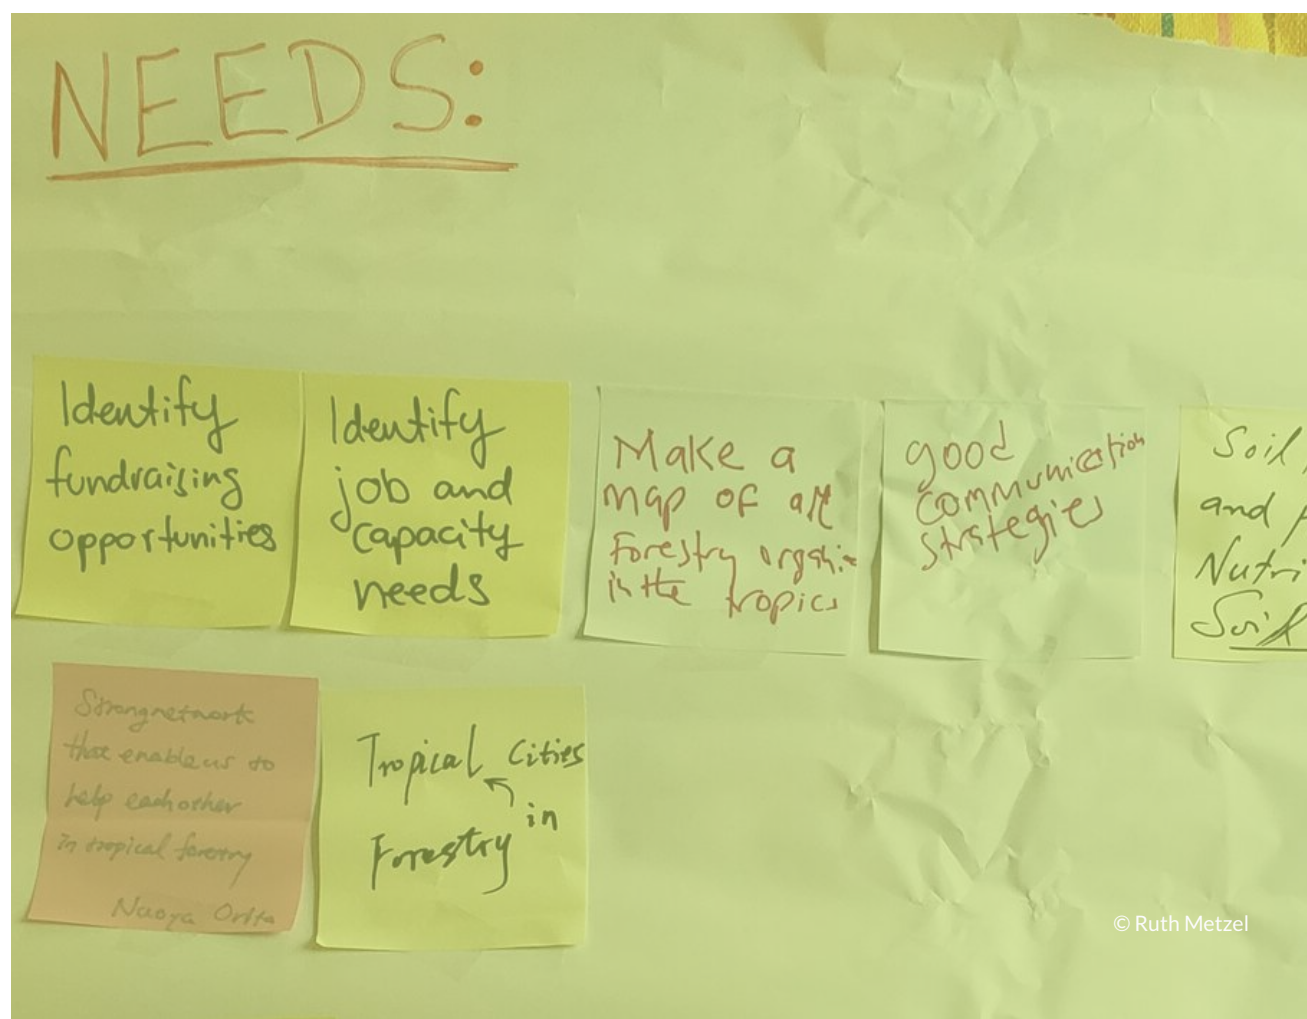 NEEDS:
Identify
fundraising
opportunities
Identify
job and
capacity
needs
Make a
map of all
Forestry
in the tropics
good
communication
strategies
Soil
and
Soil
Strong network
that enable us to
help each other
in tropical forestry
Naoya Orita
Tropical Cities
in
Forestry
© Ruth Metzel